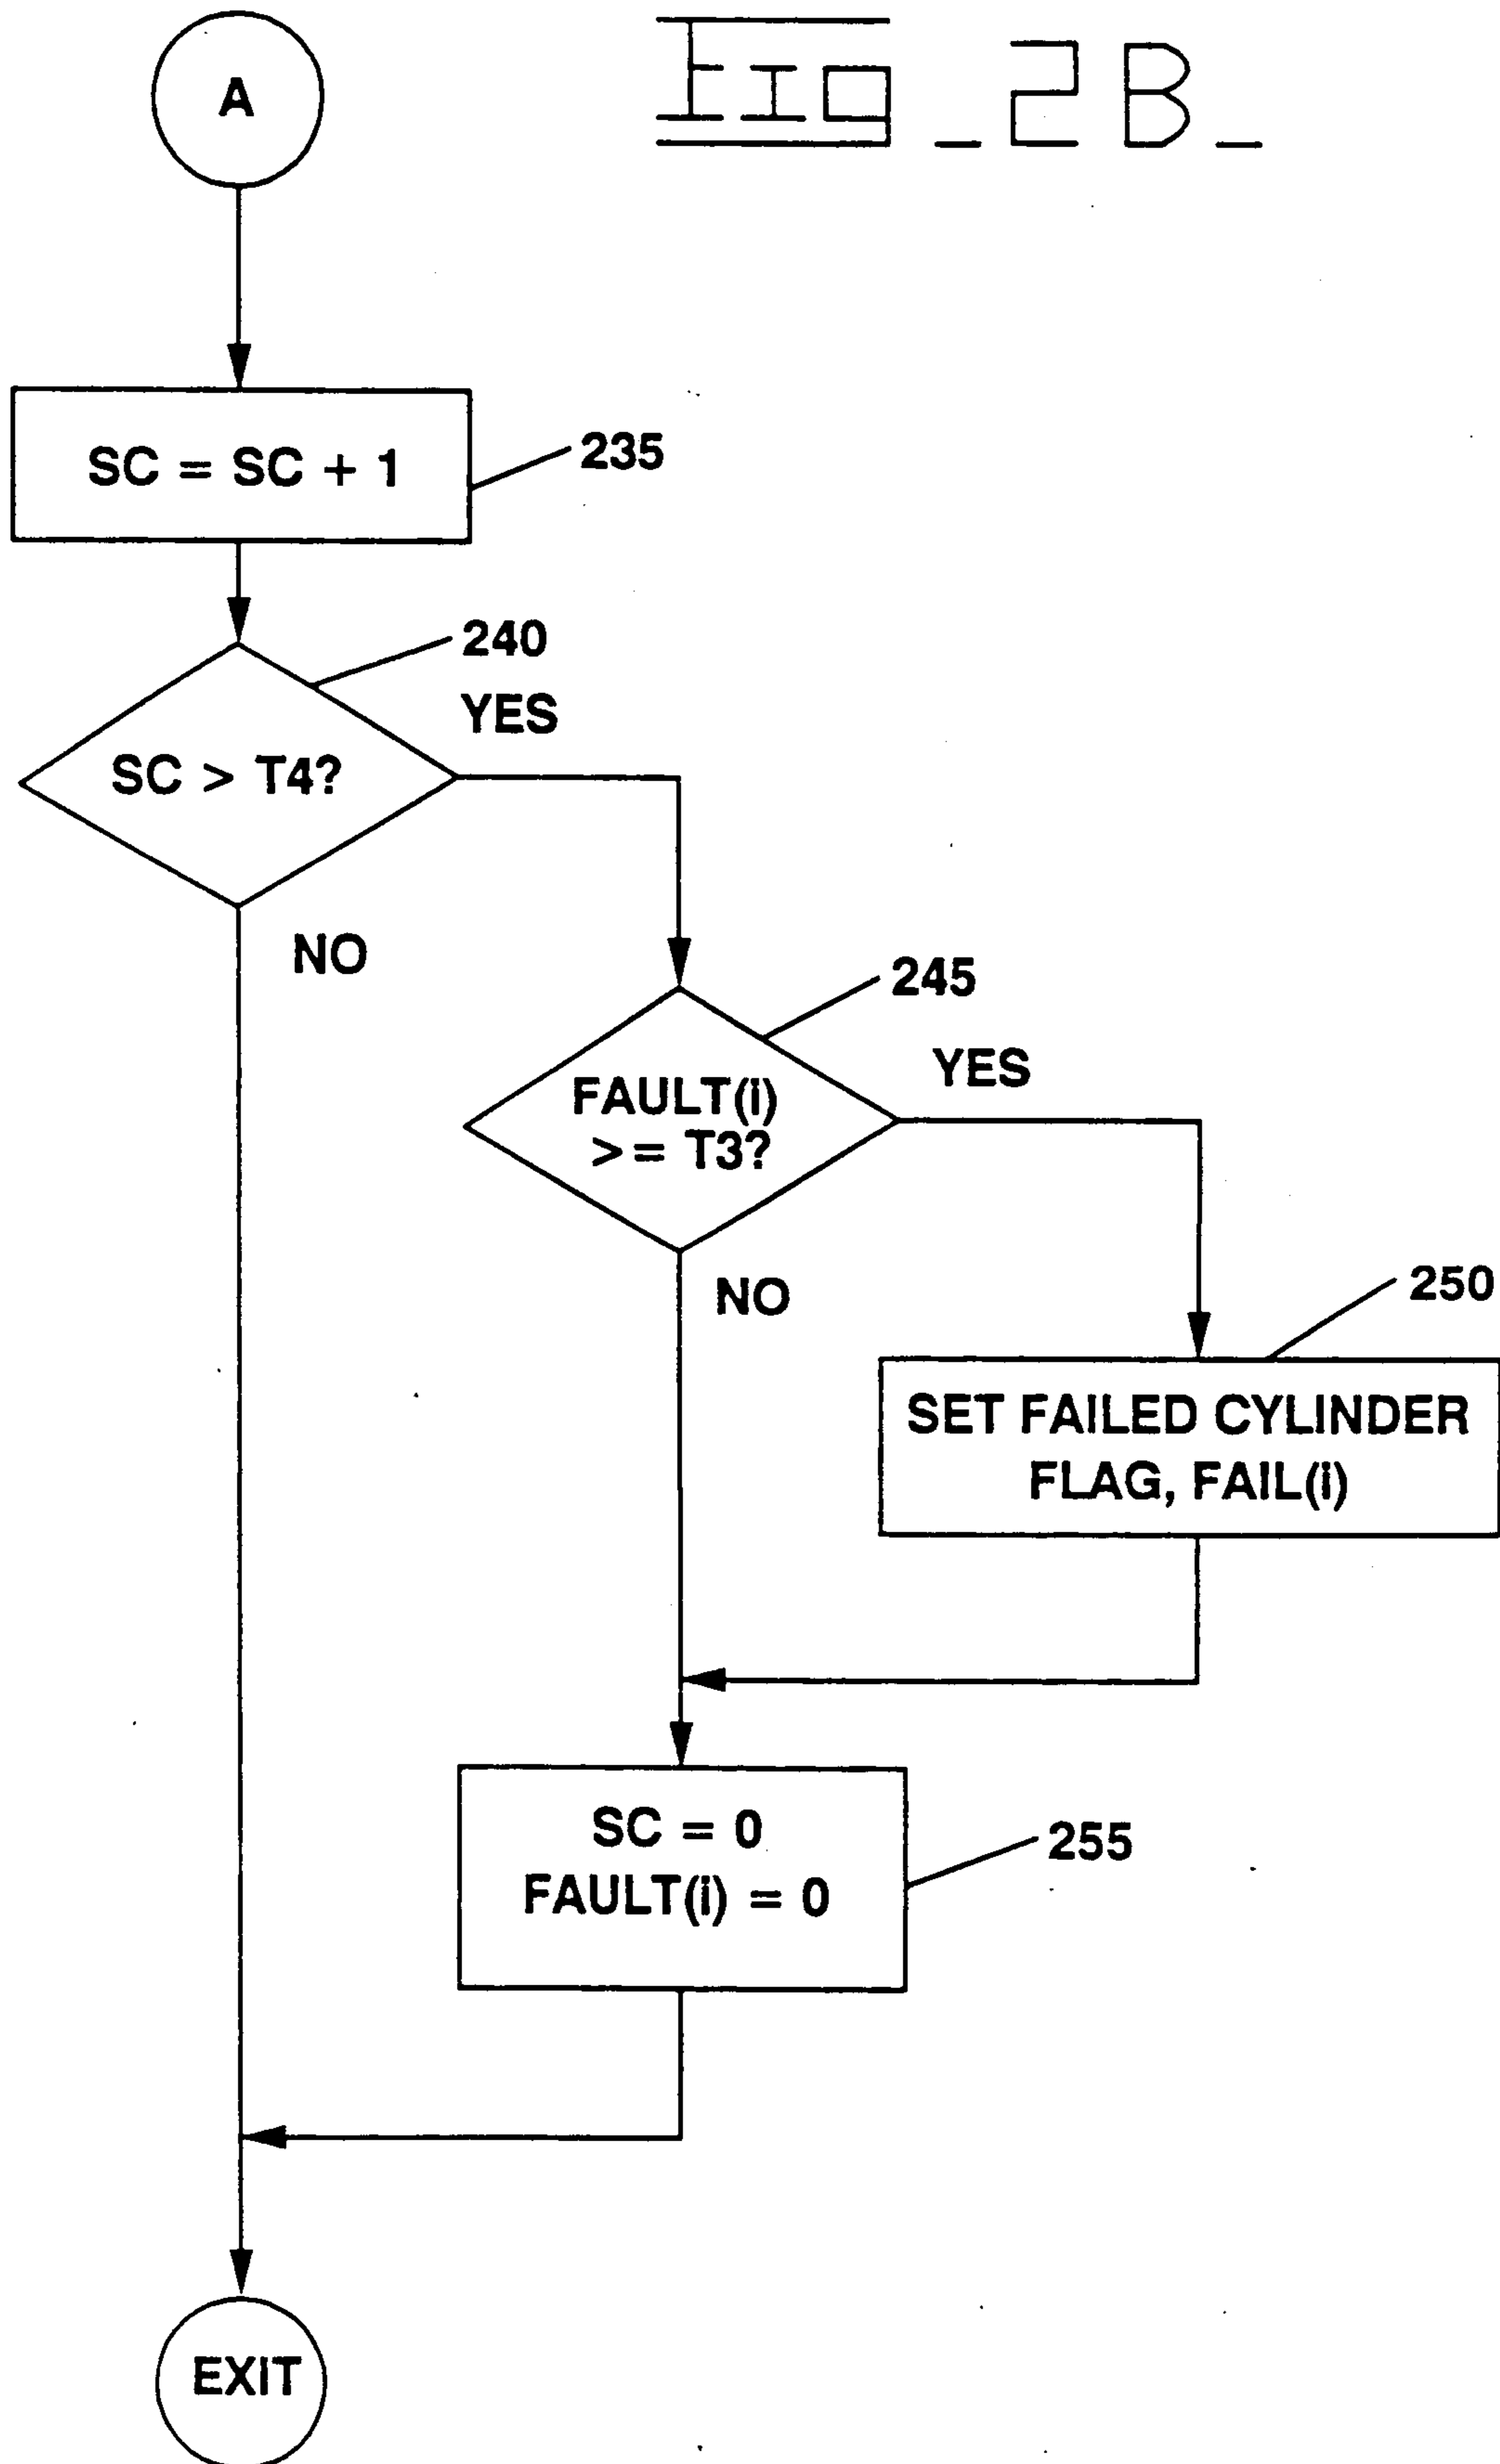 Fig_2B_
A
SC = SC + 1
235
240
YES
SC > T4?
NO
245
YES
FAULT(i)
>= T3?
NO
250
SET FAILED CYLINDER
FLAG, FAIL(i)
SC = 0
FAULT(i) = 0
255
EXIT